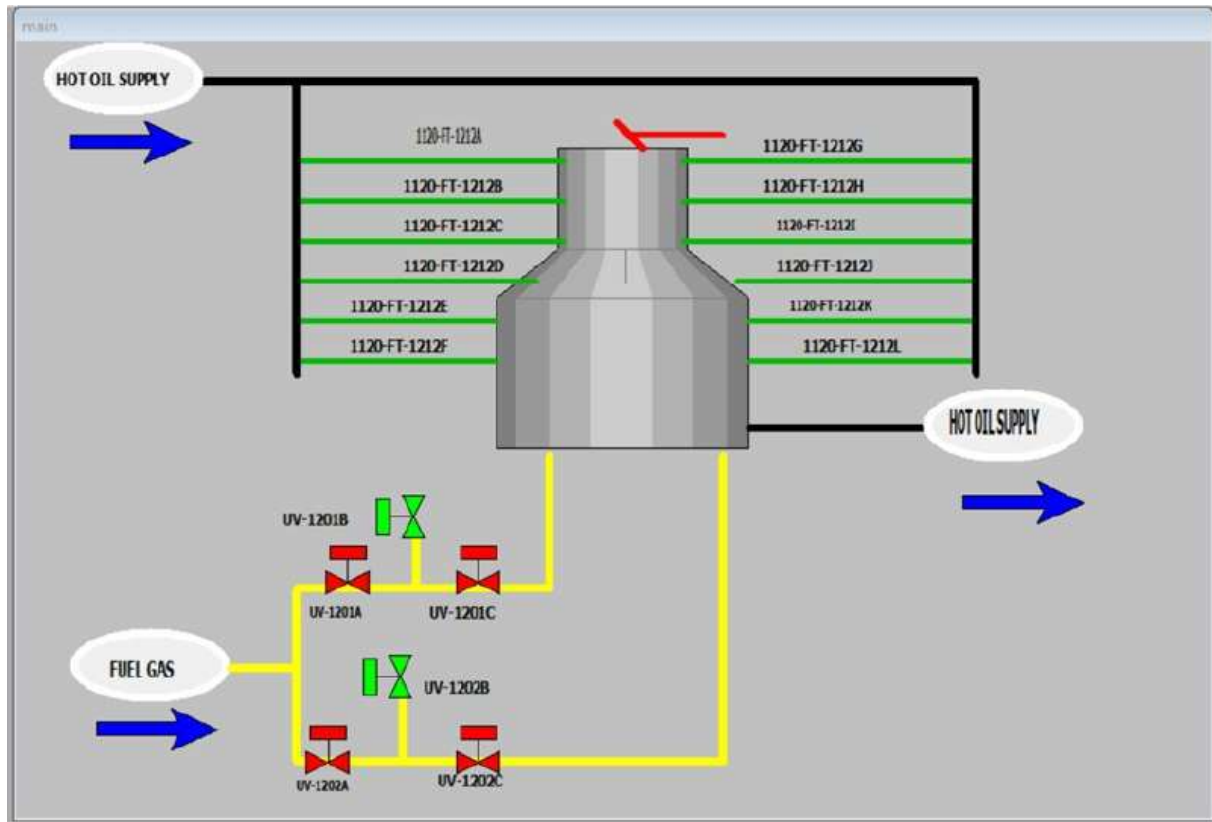 main
HOT OIL SUPPLY
1120-FT-1212A
1120-FT-1212G
1120-FT-1212B
1120-FT-1212H
1120-FT-1212C
1120-FT-1212I
1120-FT-1212D
1120-FT-1212J
1120-FT-1212E
1120-FT-1212K
1120-FT-1212F
1120-FT-1212L
HOT OIL SUPPLY
UV-1201B
UV-1201A
UV-1201C
FUEL GAS
UV-1202B
UV-1202A
UV-1202C